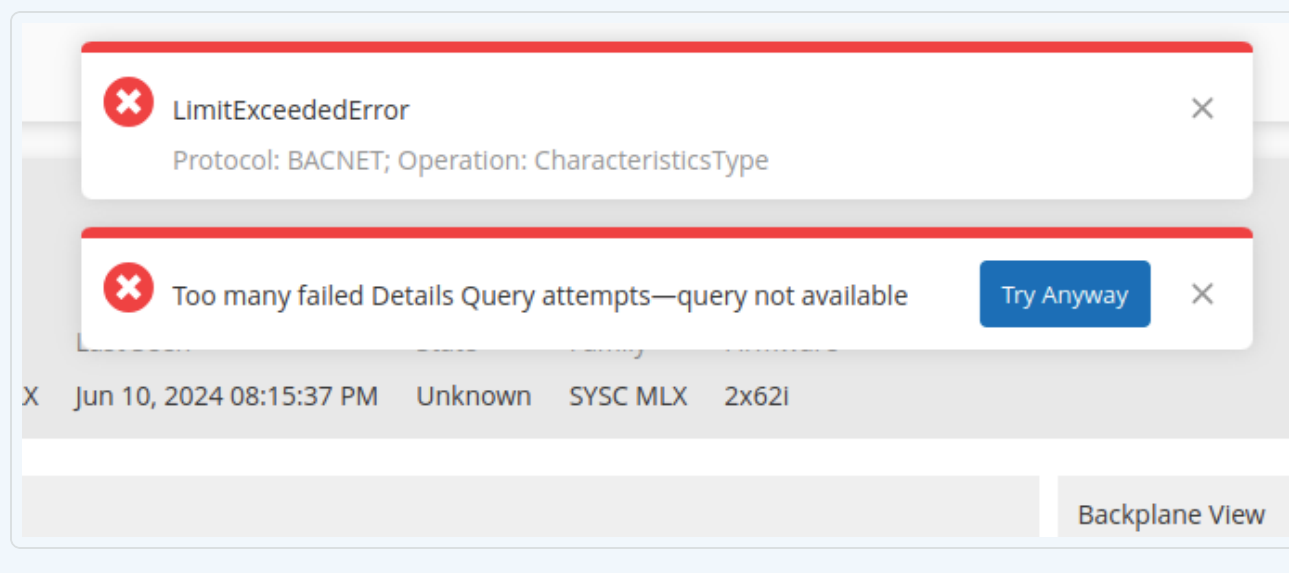 LimitExceededError
Protocol: BACNET; Operation: CharacteristicsType
Too many failed Details Query attempts—query not available
Try Anyway
X Jun 10, 2024 08:15:37 PM Unknown SYSC MLX 2x62i
Backplane View